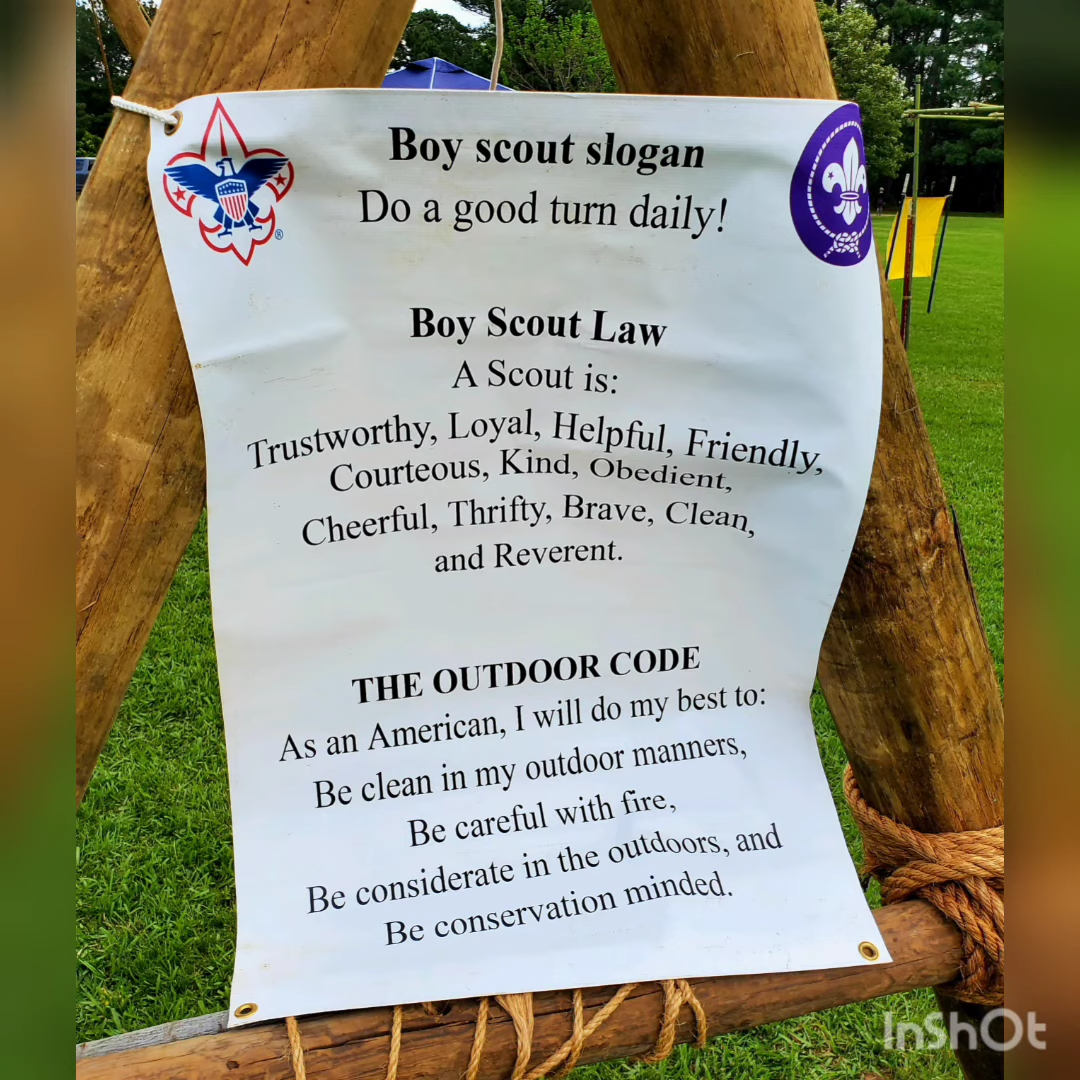 Boy scout slogan
Do a good turn daily!
Boy Scout Law
A Scout is:
Trustworthy, Loyal, Helpful, Friendly,
Courteous, Kind, Obedient,
Cheerful, Thrifty, Brave, Clean,
and Reverent.
THE OUTDOOR CODE
As an American, I will do my best to:
Be clean in my outdoor manners,
Be careful with fire,
Be considerate in the outdoors, and
Be conservation minded.
InShOt